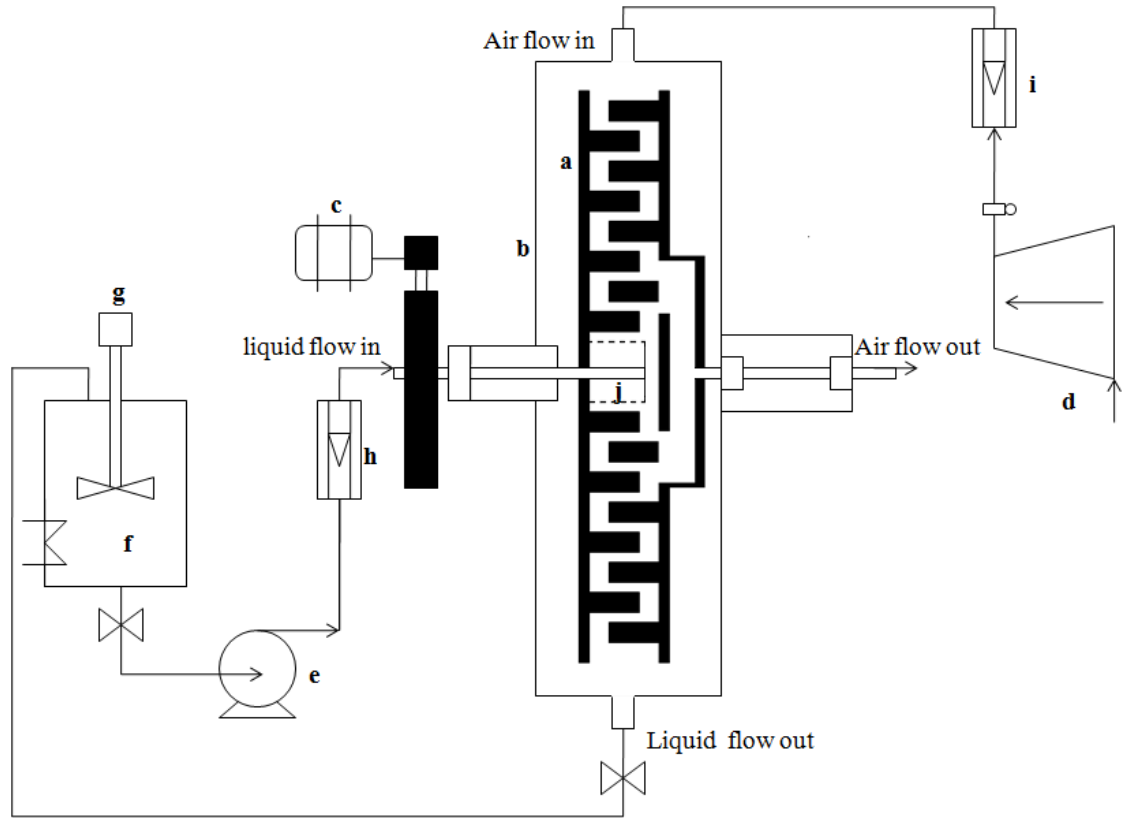 Air flow in
i
a
c
b
g
liquid flow in
Air flow out
j
d
h
f
e
Liquid flow out